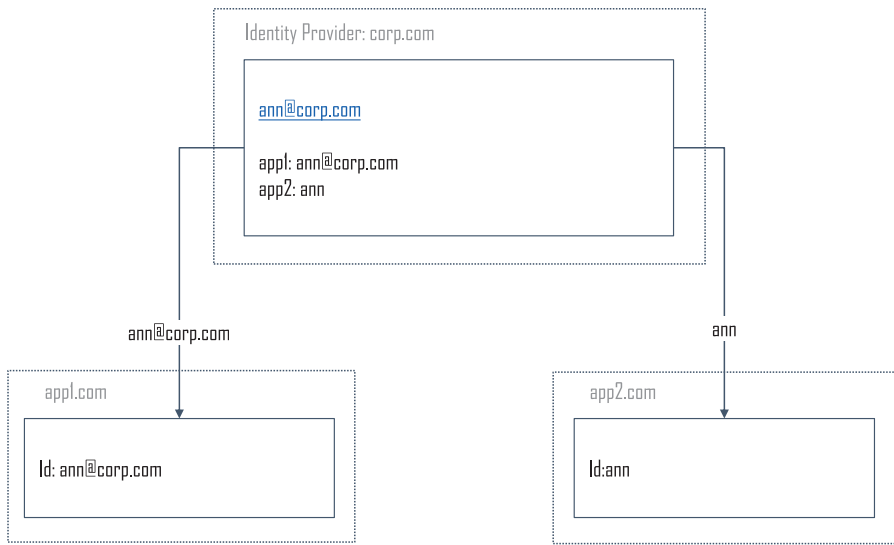 Identity Provider: corp.com
ann@corp.com
app1: ann@corp.com
app2: ann
ann@corp.com
ann
app1.com
app2.com
Id: ann@corp.com
Id:ann